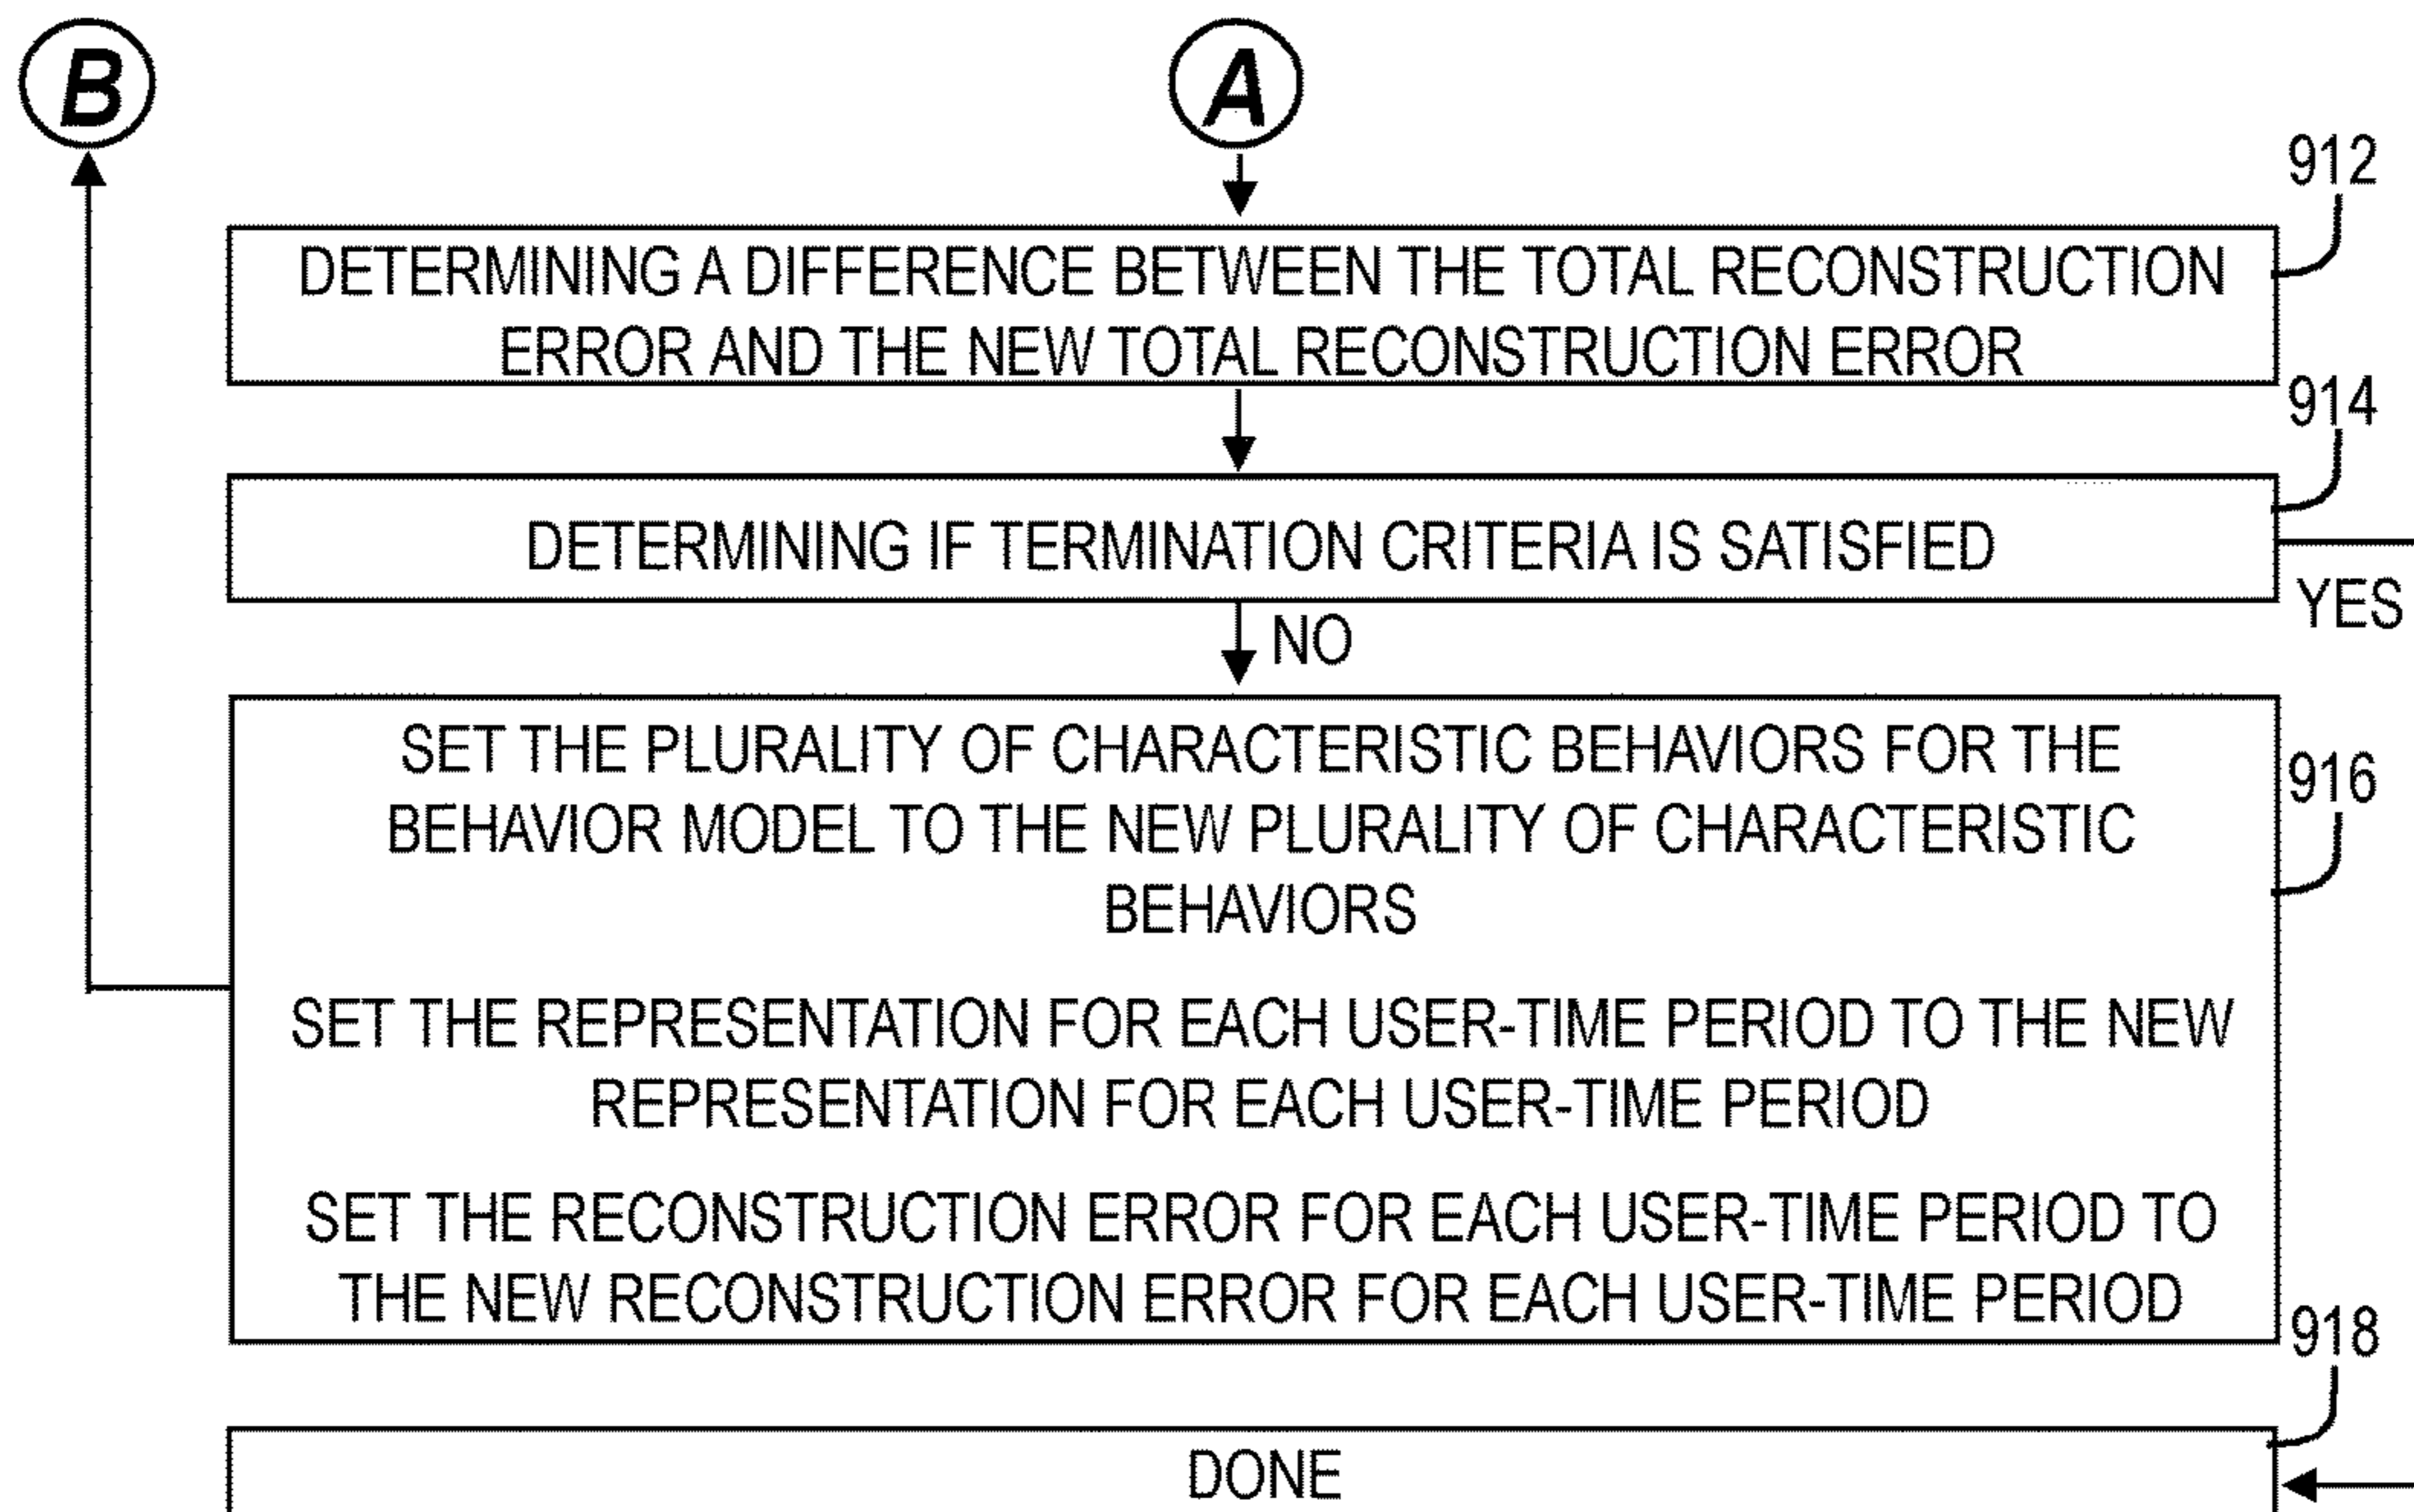 B
A
912
DETERMINING A DIFFERENCE BETWEEN THE TOTAL RECONSTRUCTION
ERROR AND THE NEW TOTAL RECONSTRUCTION ERROR
914
DETERMINING IF TERMINATION CRITERIA IS SATISFIED
YES
NO
SET THE PLURALITY OF CHARACTERISTIC BEHAVIORS FOR THE
916
BEHAVIOR MODEL TO THE NEW PLURALITY OF CHARACTERISTIC
BEHAVIORS
SET THE REPRESENTATION FOR EACH USER-TIME PERIOD TO THE NEW
REPRESENTATION FOR EACH USER-TIME PERIOD
SET THE RECONSTRUCTION ERROR FOR EACH USER-TIME PERIOD TO
THE NEW RECONSTRUCTION ERROR FOR EACH USER-TIME PERIOD
918
DONE